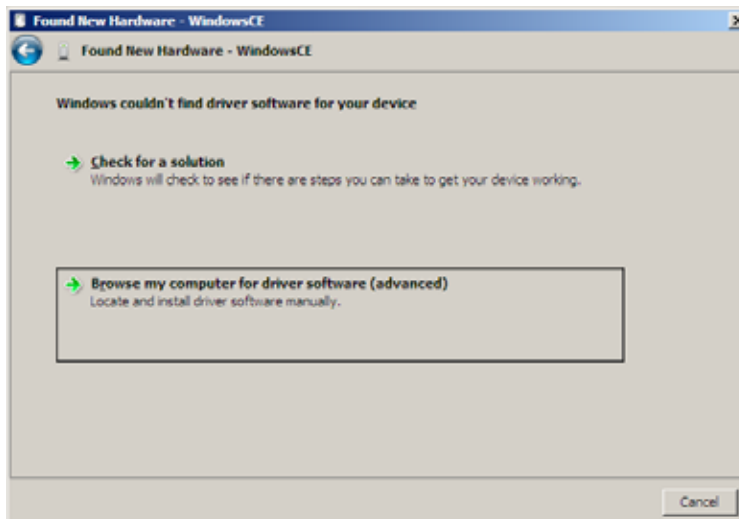 Found New Hardware - WindowsCE
Found New Hardware - WindowsCE
Windows couldn't find driver software for your device
Check for a solution
Windows will check to see if there are steps you can take to get your device working.
Browse my computer for driver software (advanced)
Locate and install driver software manually.
Cancel